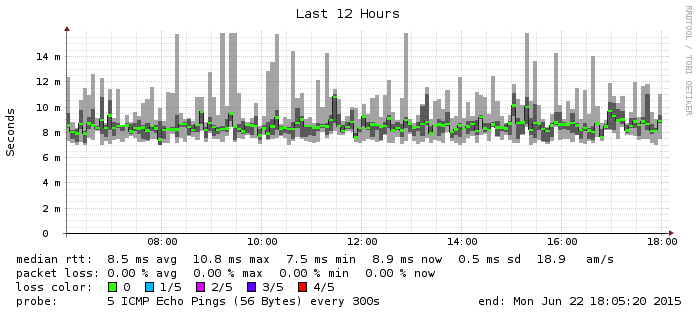 Last 12 Hours
RRDTOOL / TOBI OETIKER
Seconds
14 m
12 m
10 m
8 m
6 m
4 m
2 m
0
08:00 10:00 12:00 14:00 16:00 18:00
median rtt: 8.5 ms avg 10.8 ms max 7.5 ms min 8.9 ms now 0.5 ms sd 18.9 am/s
packet loss: 0.00 % avg 0.00 % max 0.00 % min 0.00 % now
loss color: 0 1/5 2/5 3/5 4/5
probe: 5 ICMP Echo Pings (56 Bytes) every 300s end: Mon Jun 22 18:05:20 2015